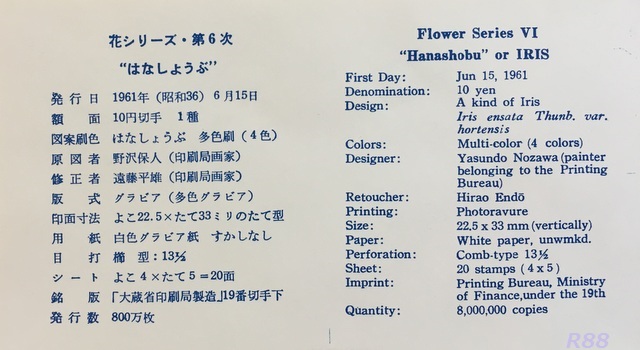 花シリーズ・第6次
“はなしょうぶ”
発行日 1961年（昭和36）6月15日
額面 10円切手 1種
図案刷色 はなしょうぶ 多色刷（4色）
原図者 野沢保人（印刷局画家）
修正者 遠藤平雄（印刷局画家）
版式 グラビア（多色グラビア）
印面寸法 よこ22.5×たて33ミリのたて型
用紙 白色グラビア紙 すかしなし
目打 櫛型：13½
シート よこ4×たて5＝20面
銘版 「大蔵省印刷局製造」19番切手下
発行数 800万枚
Flower Series VI
“Hanashobu” or IRIS
First Day: Jun 15, 1961
Denomination: 10 yen
Design: A kind of Iris
Iris ensata Thunb. var.
hortensis
Colors: Multi-color (4 colors)
Designer: Yasundo Nozawa (painter
belonging to the Printing
Bureau)
Retoucher: Hirao Endō
Printing: Photoravure
Size: 22.5 x 33 mm (vertically)
Paper: White paper, unwmkd.
Perforation: Comb-type 13½
Sheet: 20 stamps (4 x 5)
Imprint: Printing Bureau, Ministry
of Finance, under the 19th
Quantity: 8,000,000 copies
R88